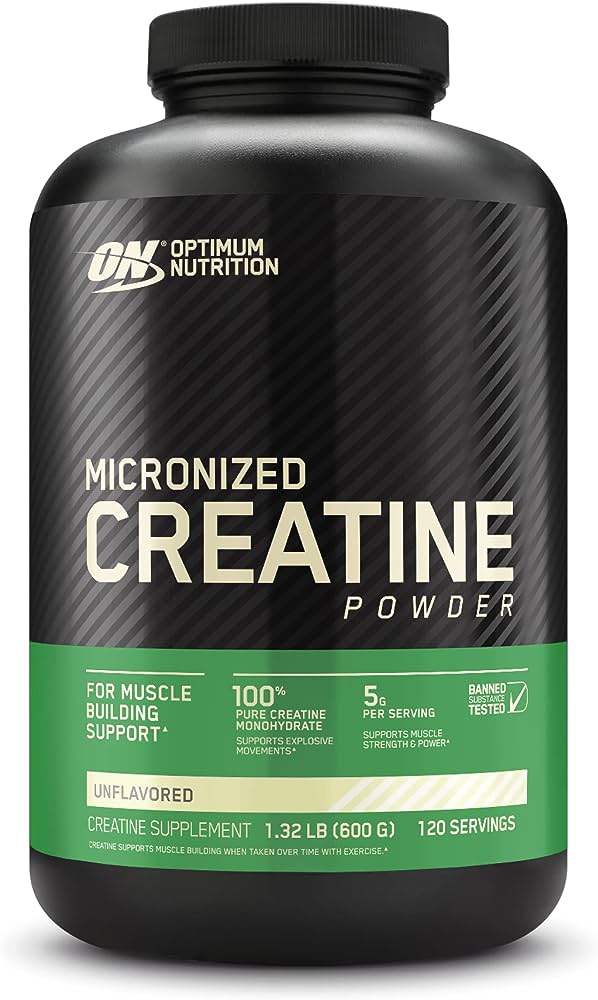 ON® OPTIMUM
NUTRITION
MICRONIZED
CREATINE
POWDER
FOR MUSCLE
BUILDING
SUPPORT▲
100%
PURE CREATINE
MONOHYDRATE
SUPPORTS EXPLOSIVE
MOVEMENTS▲
5G
PER SERVING
SUPPORTS MUSCLE
STRENGTH & POWER▲
BANNED
SUBSTANCE
TESTED
UNFLAVORED
CREATINE SUPPLEMENT 1.32 LB (600 G) 120 SERVINGS
CREATINE SUPPORTS MUSCLE BUILDING WHEN TAKEN OVER TIME WITH EXERCISE.▲